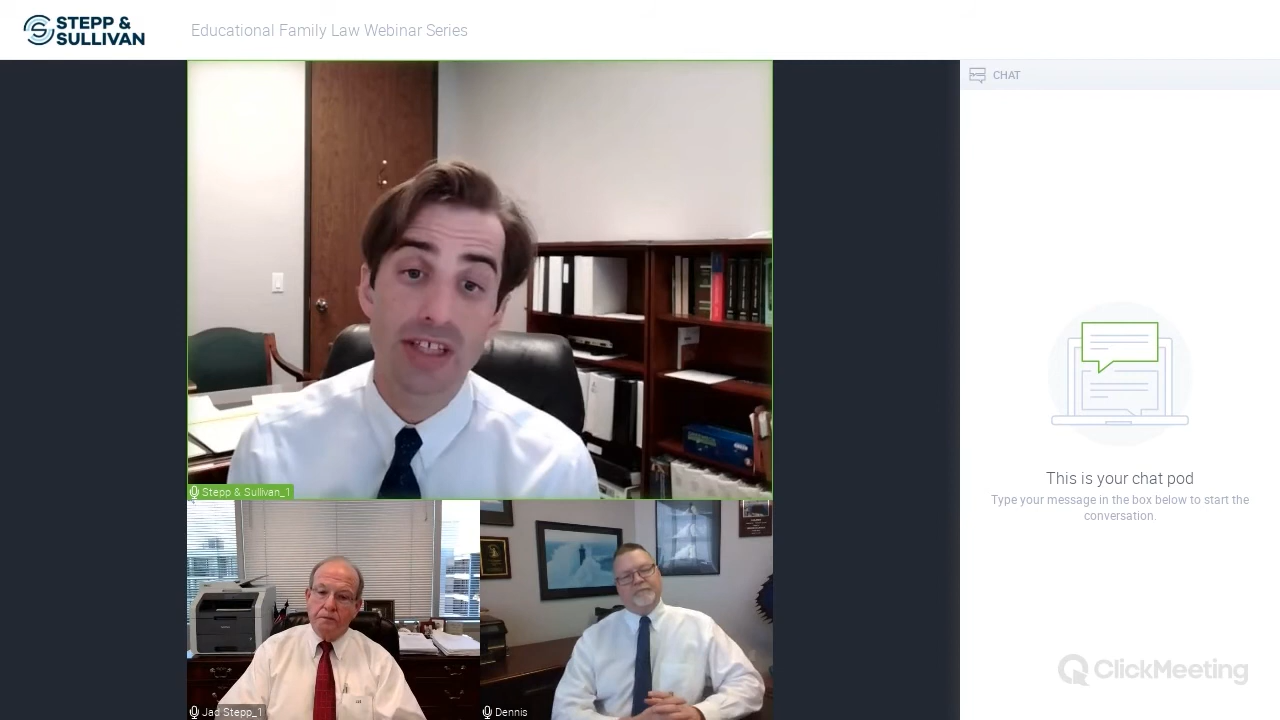 STEPP &
SULLIVAN
Educational Family Law Webinar Series
CHAT
Stepp & Sullivan_1
Jad Stepp_1
Dennis
This is your chat pod
Type your message in the box below to start the
conversation.
ClickMeeting